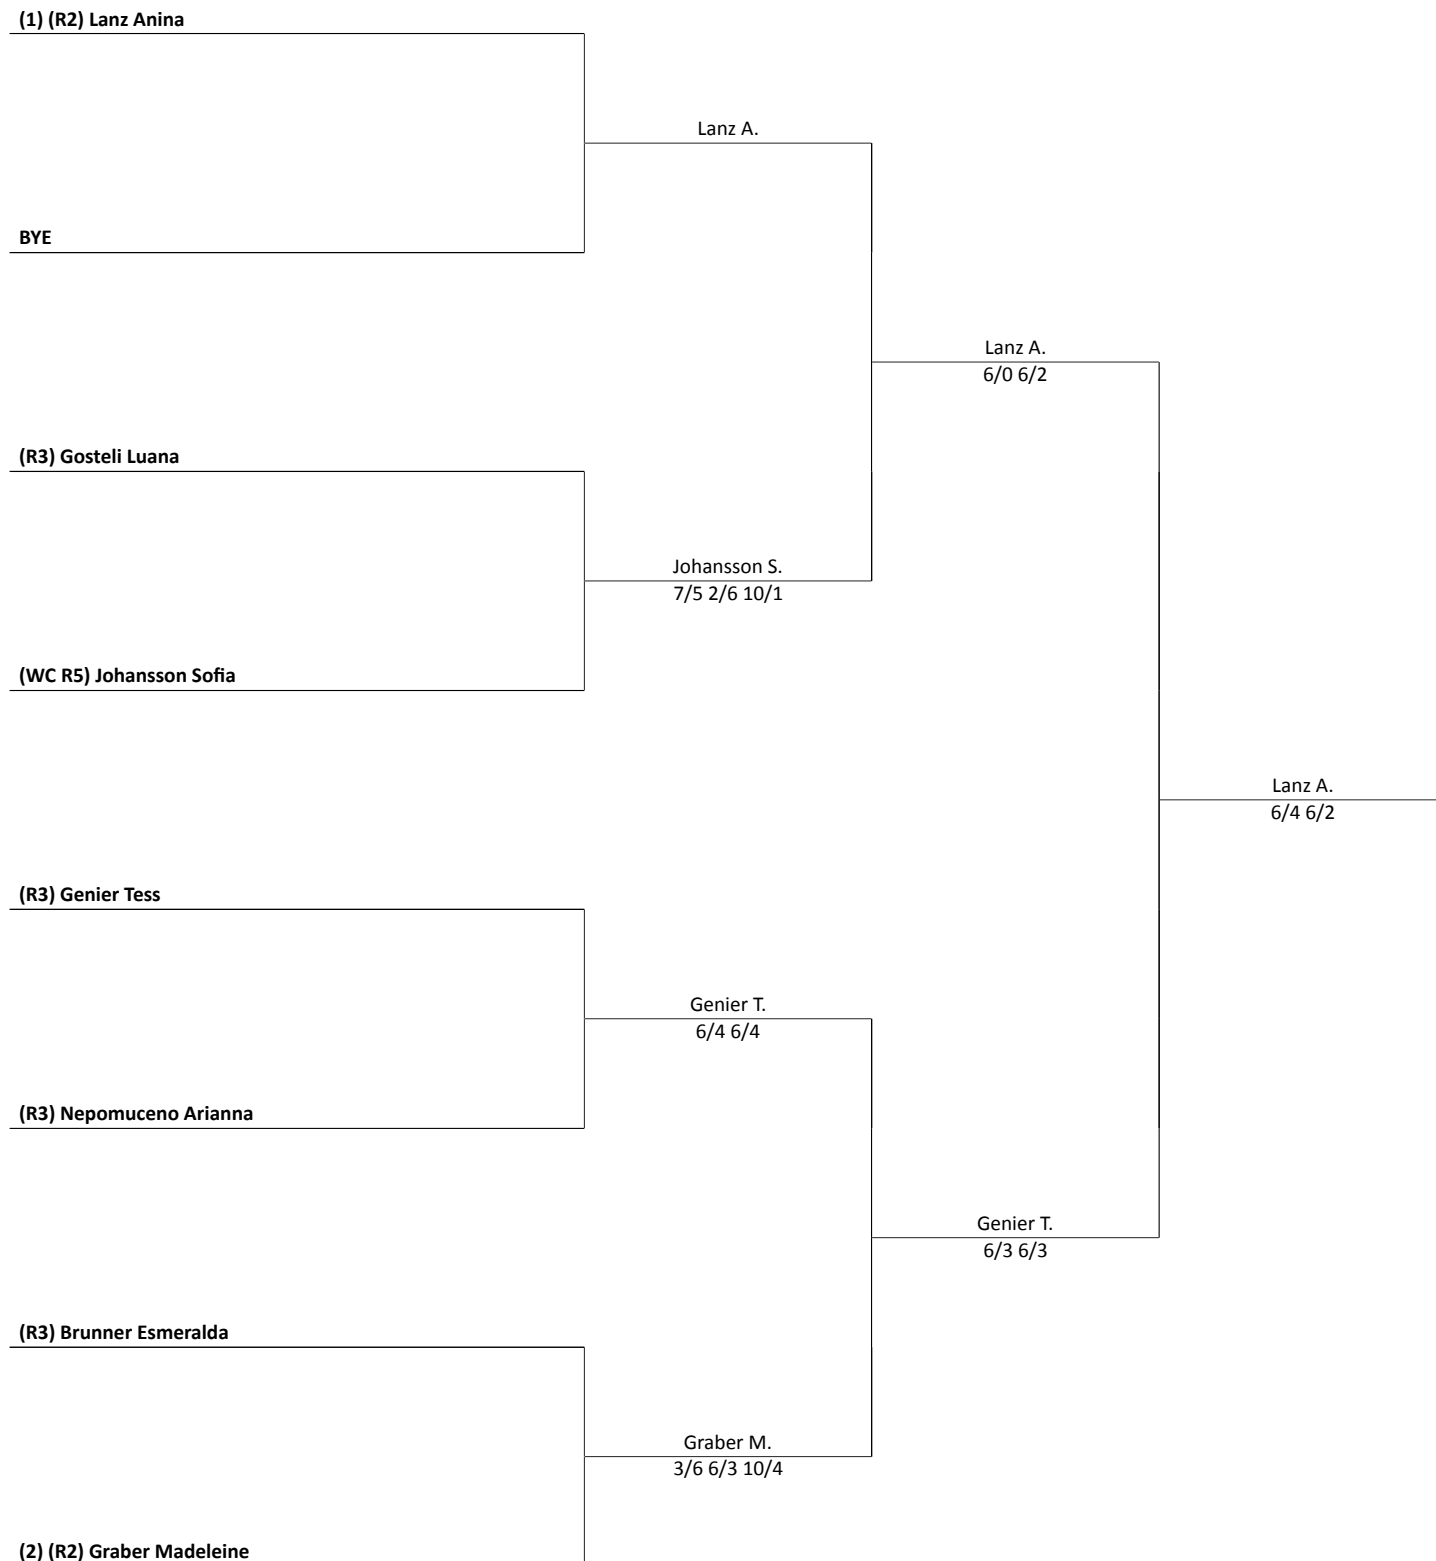 (1) (R2) Lanz Anina
Lanz A.
BYE
Lanz A.
6/0 6/2
(R3) Gosteli Luana
Johansson S.
7/5 2/6 10/1
(WC R5) Johansson Sofia
Lanz A.
6/4 6/2
(R3) Genier Tess
Genier T.
6/4 6/4
(R3) Nepomuceno Arianna
Genier T.
6/3 6/3
(R3) Brunner Esmeralda
Graber M.
3/6 6/3 10/4
(2) (R2) Graber Madeleine